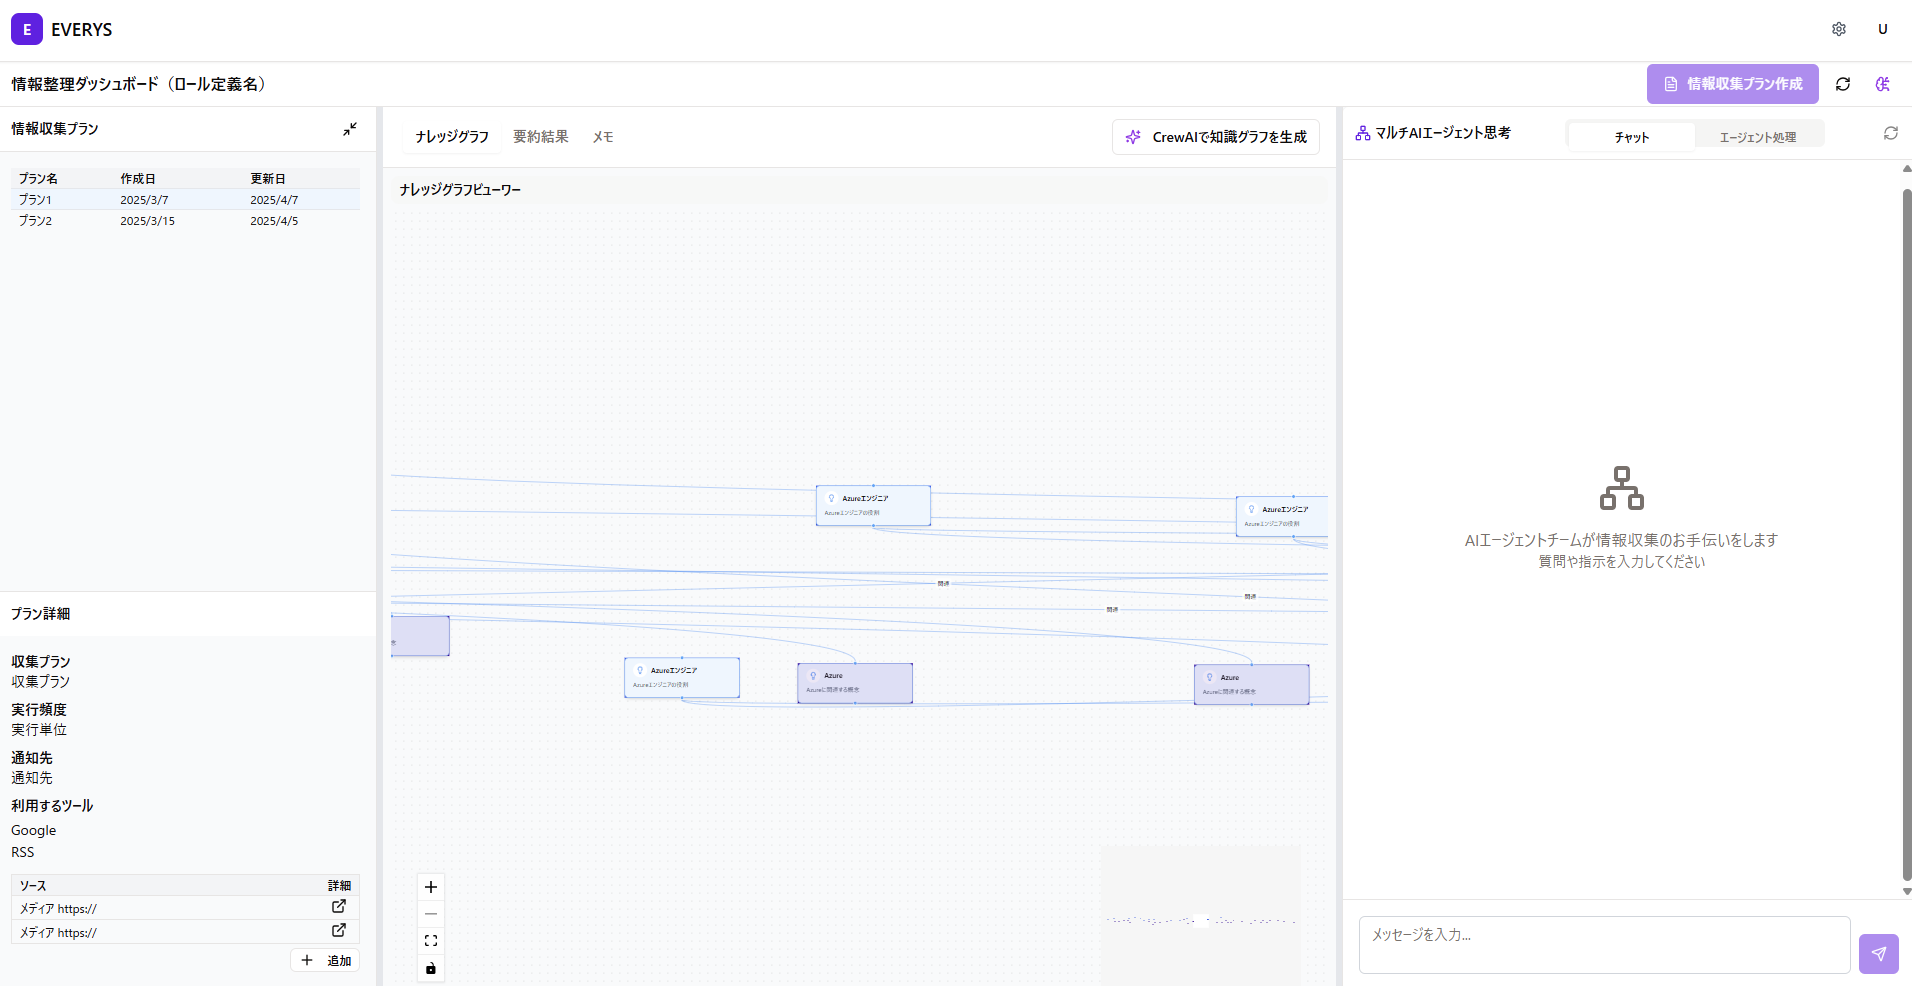 E EVERYS
U
情報整理ダッシュボード（ロール定義名）
情報収集プラン作成
情報収集プラン
プラン名 作成日 更新日
プラン1 2025/3/7 2025/4/7
プラン2 2025/3/15 2025/4/5
プラン詳細
収集プラン
収集プラン
実行頻度
実行単位
通知先
通知先
利用するツール
Google
RSS
ソース 詳細
メディア https://
メディア https://
追加
ナレッジグラフ 要約結果 メモ
CrewAIで知識グラフを生成
ナレッジグラフビューワー
Azureエンジニア
Azureエンジニアの役割
Azureエンジニア
Azureエンジニアの役割
関連
関連
関連
念
Azureエンジニア
Azureエンジニアの役割
Azure
Azureに関連する概念
Azure
Azureに関連する概念
マルチAIエージェント思考
チャット エージェント処理
AIエージェントチームが情報収集のお手伝いをします
質問や指示を入力してください
メッセージを入力...